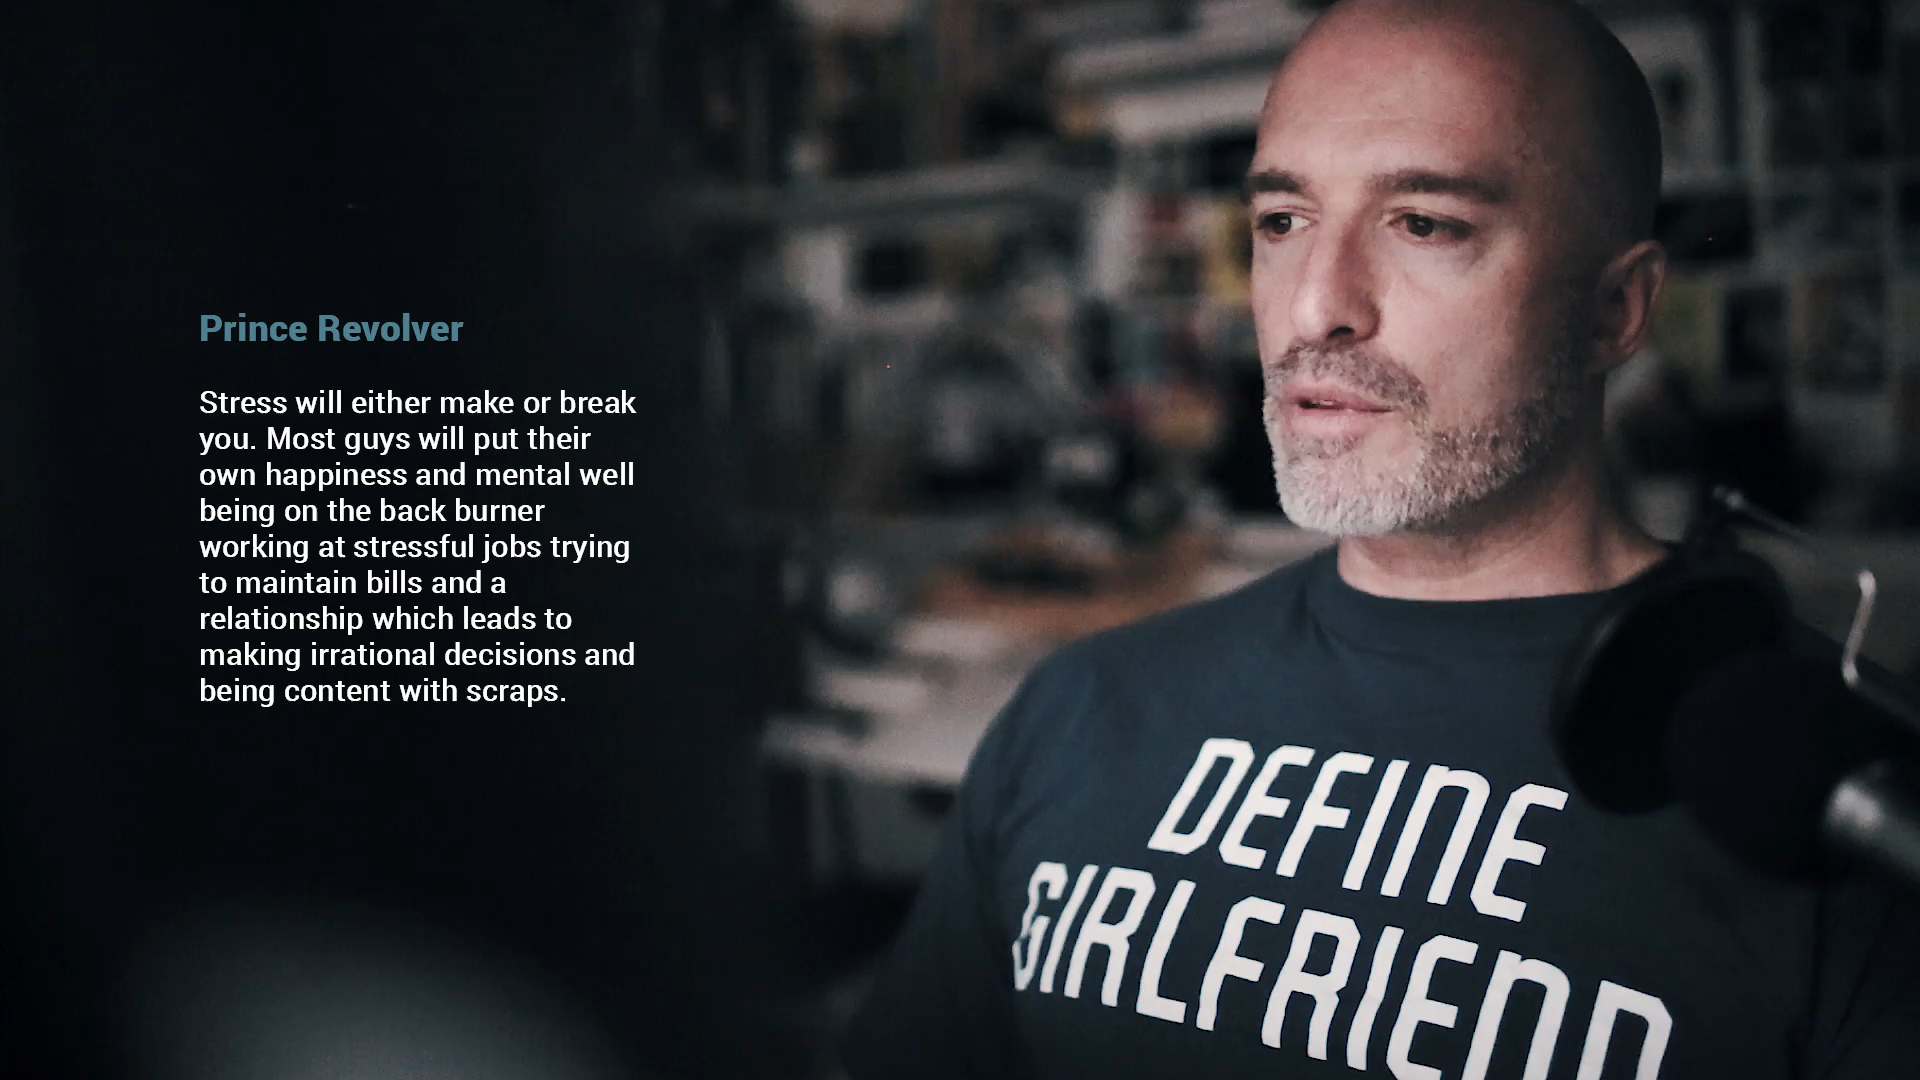 Prince Revolver
Stress will either make or break
you. Most guys will put their
own happiness and mental well
being on the back burner
working at stressful jobs trying
to maintain bills and a
relationship which leads to
making irrational decisions and
being content with scraps.
DEFINE
GIRLFRIEND